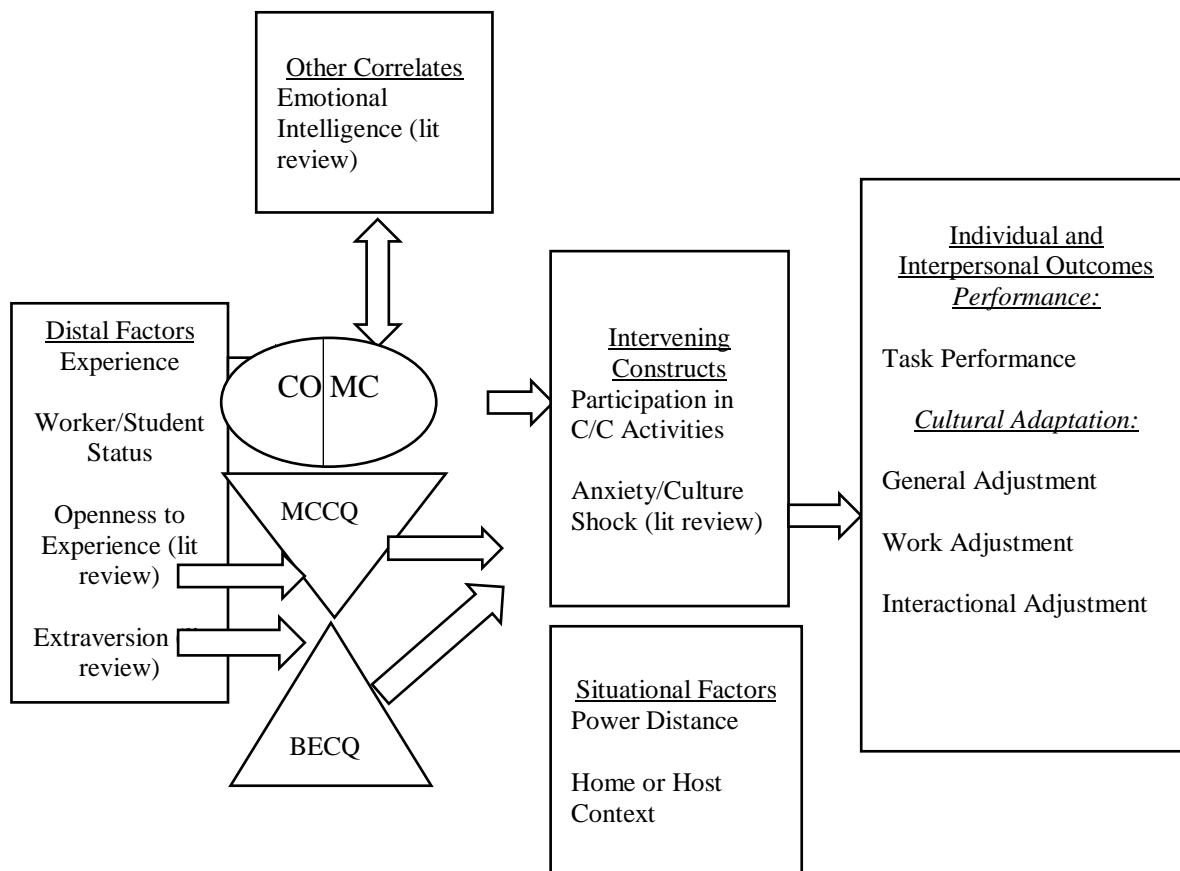 Other Correlates
Emotional
Intelligence (lit
review)
Distal Factors
Experience
Worker/Student
Status
Openness to
Experience (lit
review)
Extraversion
review)
CO MC
MCCQ
BECQ
Intervening
Constructs
Participation in
C/C Activities
Anxiety/Culture
Shock (lit review)
Situational Factors
Power Distance
Home or Host
Context
Individual and
Interpersonal Outcomes
Performance:
Task Performance
Cultural Adaptation:
General Adjustment
Work Adjustment
Interactional Adjustment